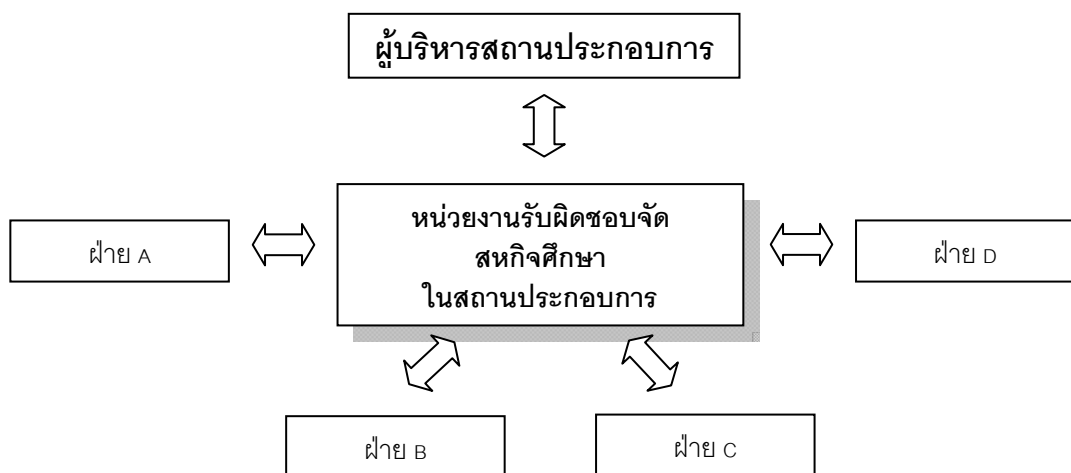 ผู้บริหารสถานประกอบการ
หน่วยงานรับผิดชอบจัด
สหกิจศึกษา
ในสถานประกอบการ
ฝ่าย A
ฝ่าย D
ฝ่าย B
ฝ่าย C